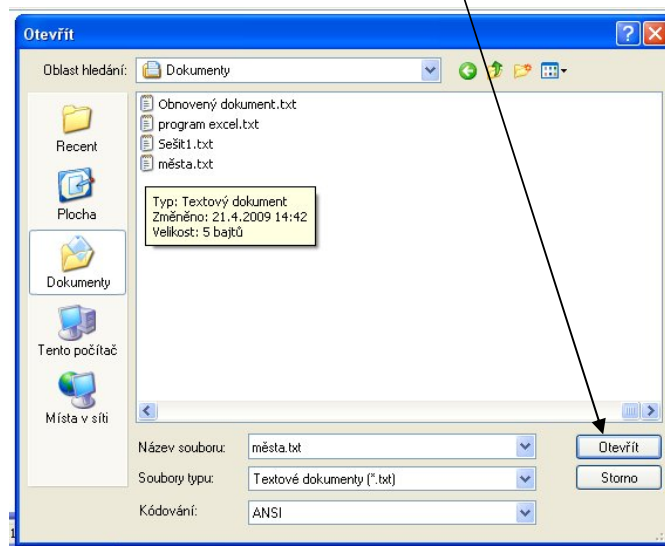 Otevřít
Oblast hledání: Dokumenty
Recent
Plocha
Dokumenty
Tento počítač
Místa v síti
Obnovený dokument.txt
program excel.txt
Sešit1.txt
města.txt
Typ: Textový dokument
Změněno: 21.4.2009 14:42
Velikost: 5 bajtů
Název souboru: města.txt Otevřít
Soubory typu: Textové dokumenty (*.txt) Storno
Kódování: ANSI